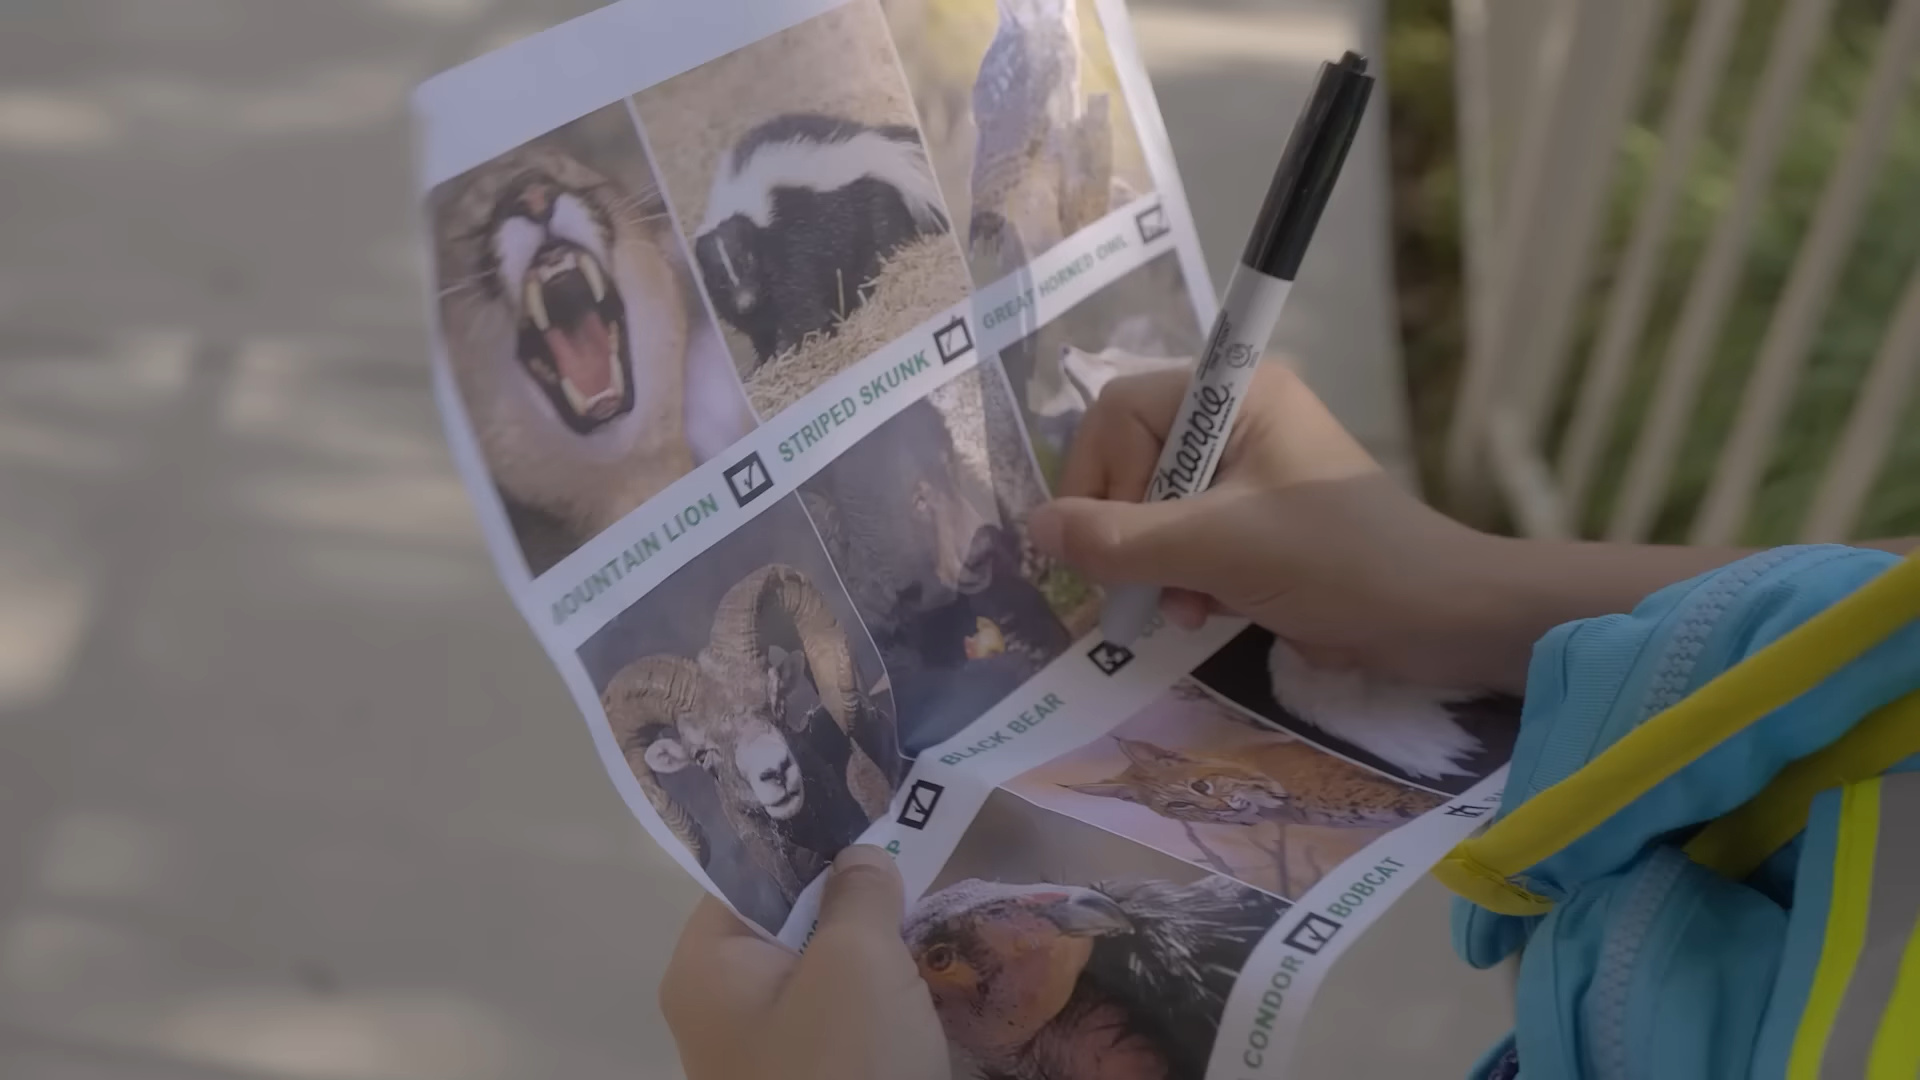 MOUNTAIN LION
STRIPED SKUNK
GREAT HORNED OWL
BLACK BEAR
CONDOR
BOBCAT
Sharpie